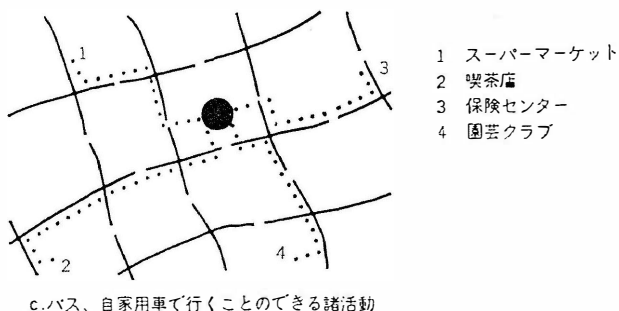 1
3
2
4
1 スーパーマーケット
2 喫茶店
3 保険センター
4 園芸クラブ
c.バス、自家用車で行くことのできる諸活動